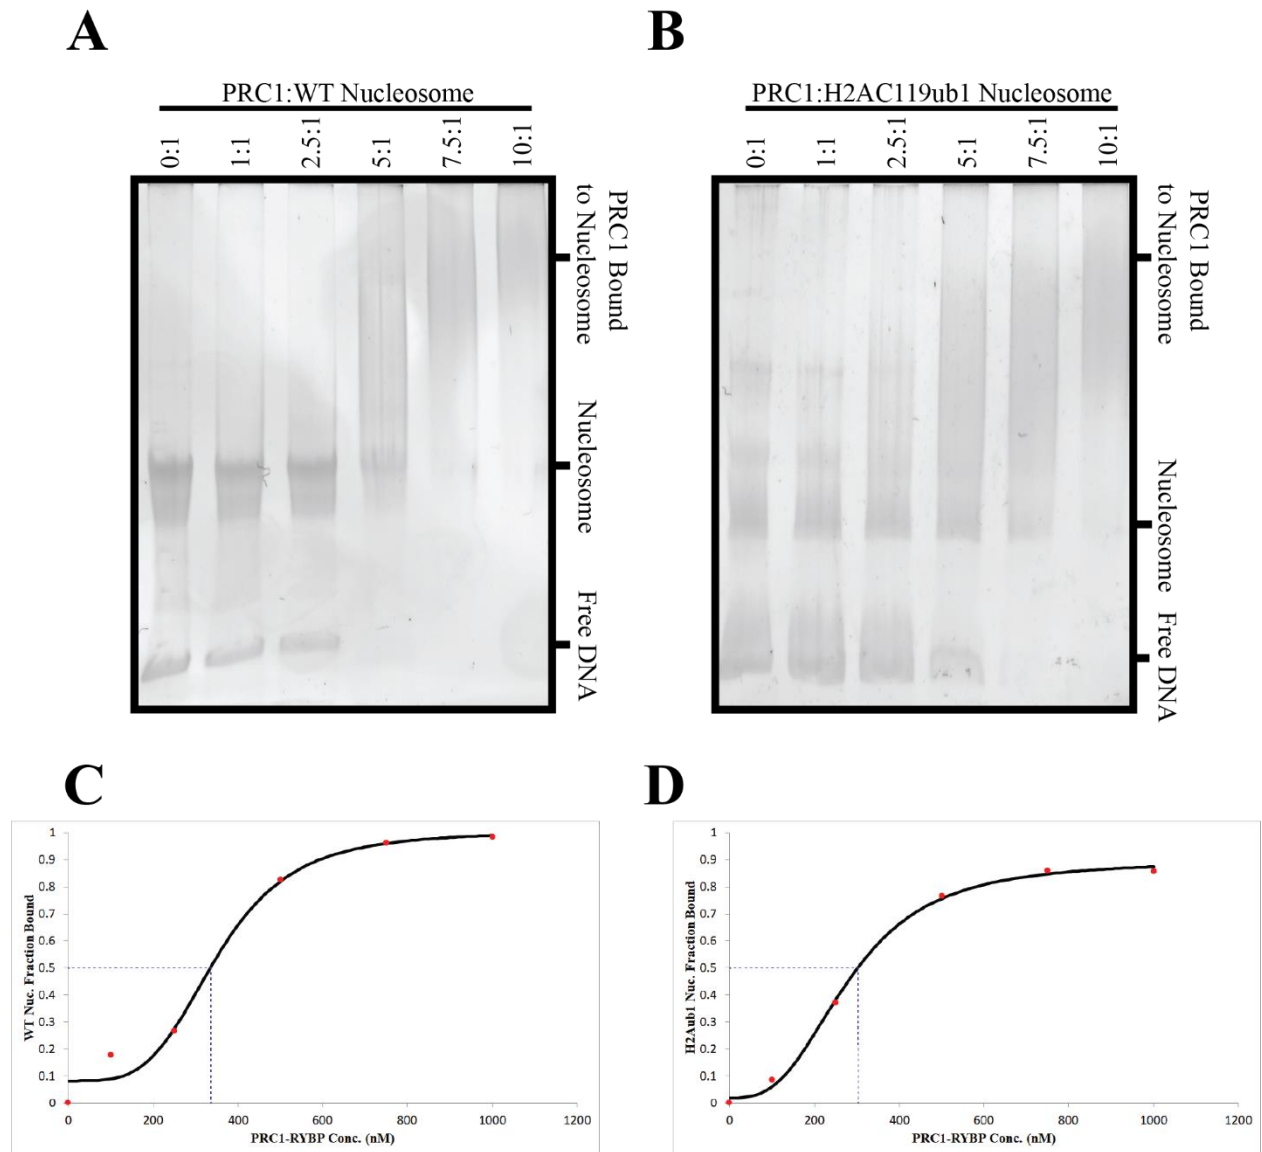 A
PRC1:WT Nucleosome
0:1
1:1
2.5:1
5:1
7.5:1
10:1
PRC1 Bound
to Nucleosome
Nucleosome
Free DNA
B
PRC1:H2AC119ub1 Nucleosome
0:1
1:1
2.5:1
5:1
7.5:1
10:1
PRC1 Bound
to Nucleosome
Nucleosome
Free DNA
C
WT Nuc. Fraction Bound
1
0.9
0.8
0.7
0.6
0.5
0.4
0.3
0.2
0.1
0
0
200
400
600
800
1000
1200
PRC1-RYBP Conc. (nM)
D
H2Aub1 Nuc. Fraction Bound
1
0.9
0.8
0.7
0.6
0.5
0.4
0.3
0.2
0.1
0
0
200
400
600
800
1000
1200
PRC1-RYBP Conc. (nM)